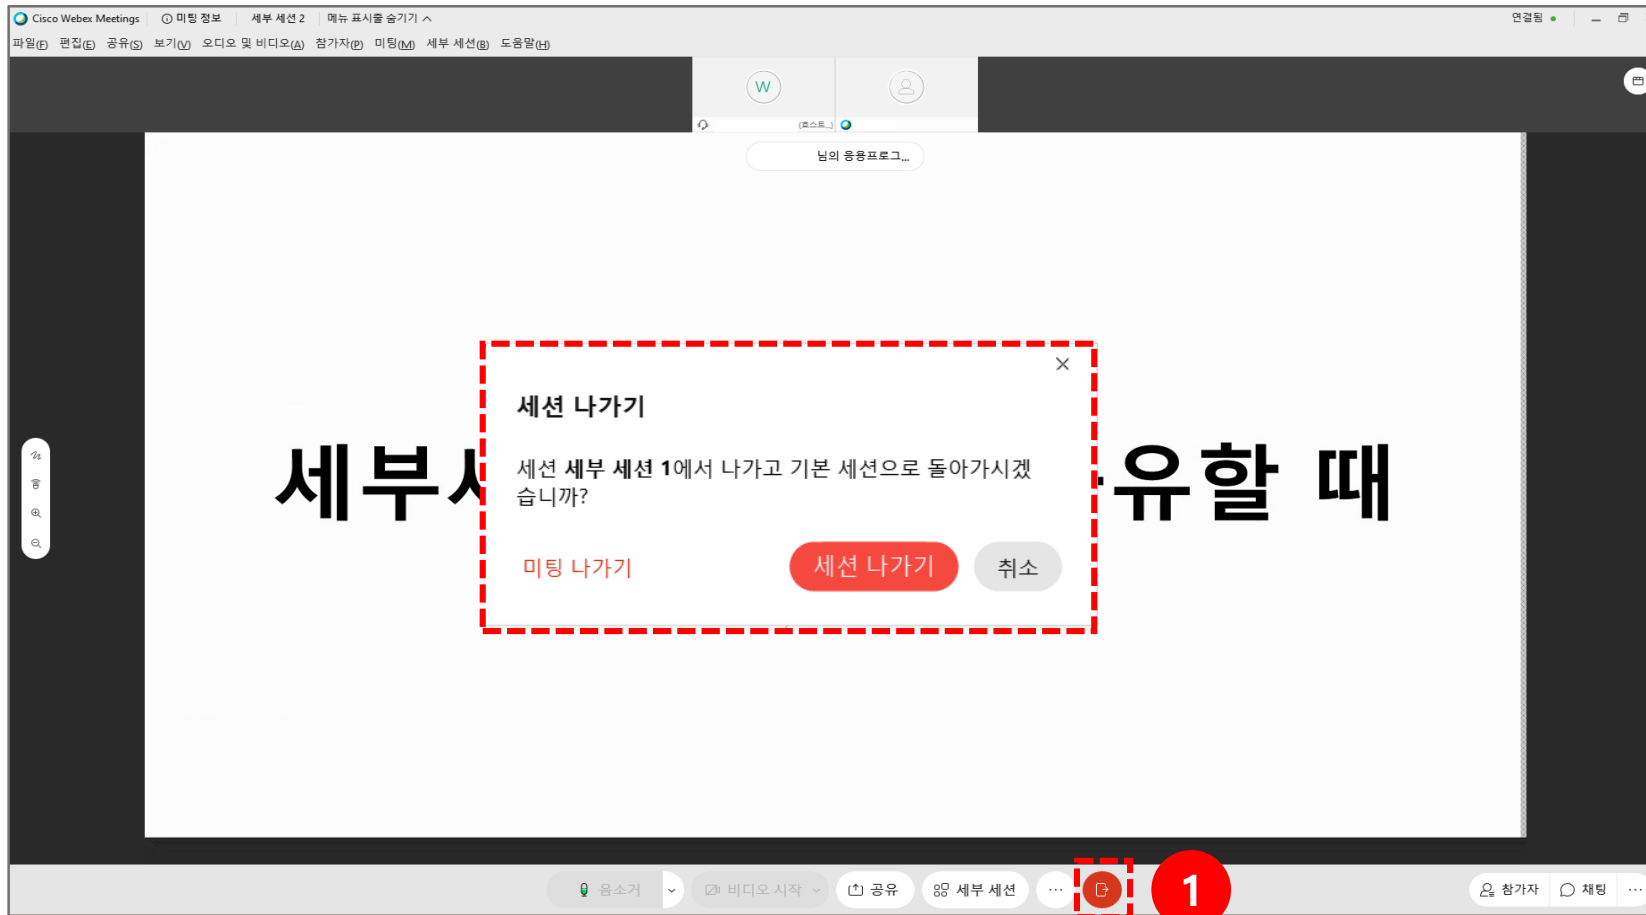 Cisco Webex Meetings 미팅 정보 세부 세션 2 메뉴 표시줄 숨기기 연결됨
파일(F) 편집(E) 공유(S) 보기(V) 오디오 및 비디오(A) 참가자(P) 미팅(M) 세부 세션(B) 도움말(H)
W
(호스트...)
님의 응용프로그...
세션 나가기
세션 세부 세션 1에서 나가고 기본 세션으로 돌아가시겠
습니까?
세부 유할 때
미팅 나가기 세션 나가기 취소
음소거 비디오 시작 공유 세부 세션 ... 1 참가자 채팅 ...